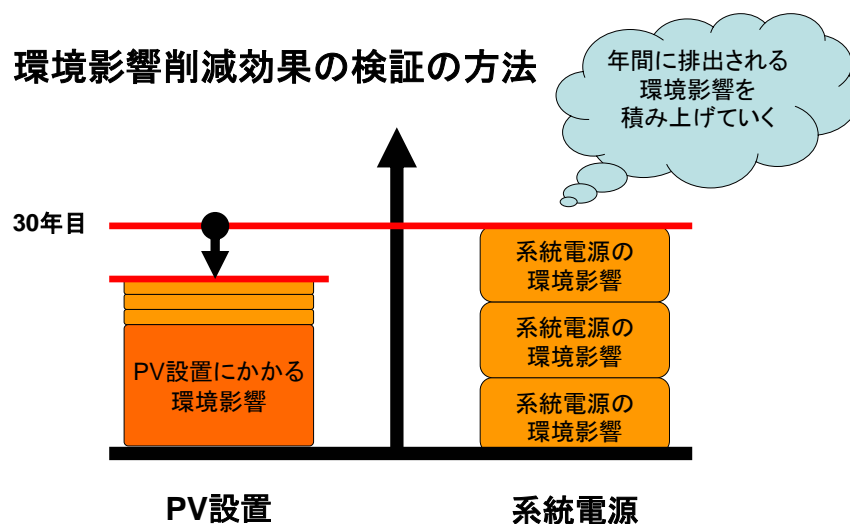 環境影響削減効果の検証の方法
年間に排出される
環境影響を
積み上げていく
30年目
系統電源の
環境影響
系統電源の
環境影響
系統電源の
環境影響
PV設置にかかる
環境影響
PV設置
系統電源